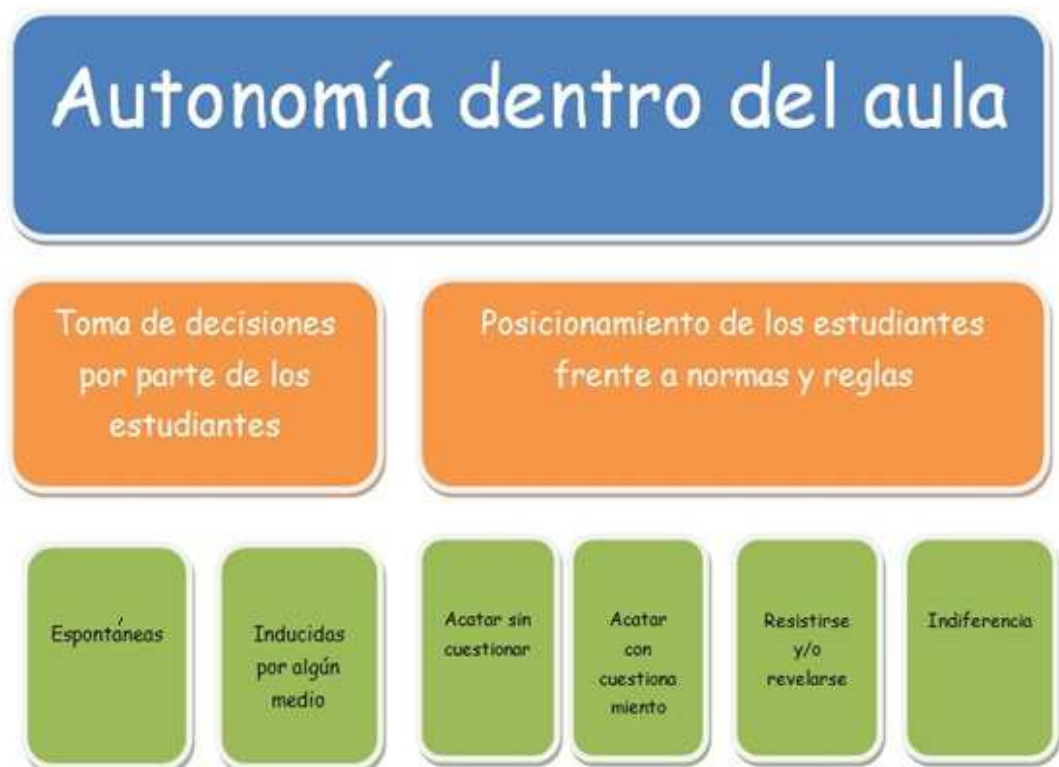 Autonomía dentro del aula
Toma de decisiones
por parte de los
estudiantes
Posicionamiento de los estudiantes
frente a normas y reglas
Espontáneas
Inducidas
por algún
medio
Acatar sin
cuestionar
Acatar
con
cuestiona
miento
Resistirse
y/o
revelarse
Indiferencia